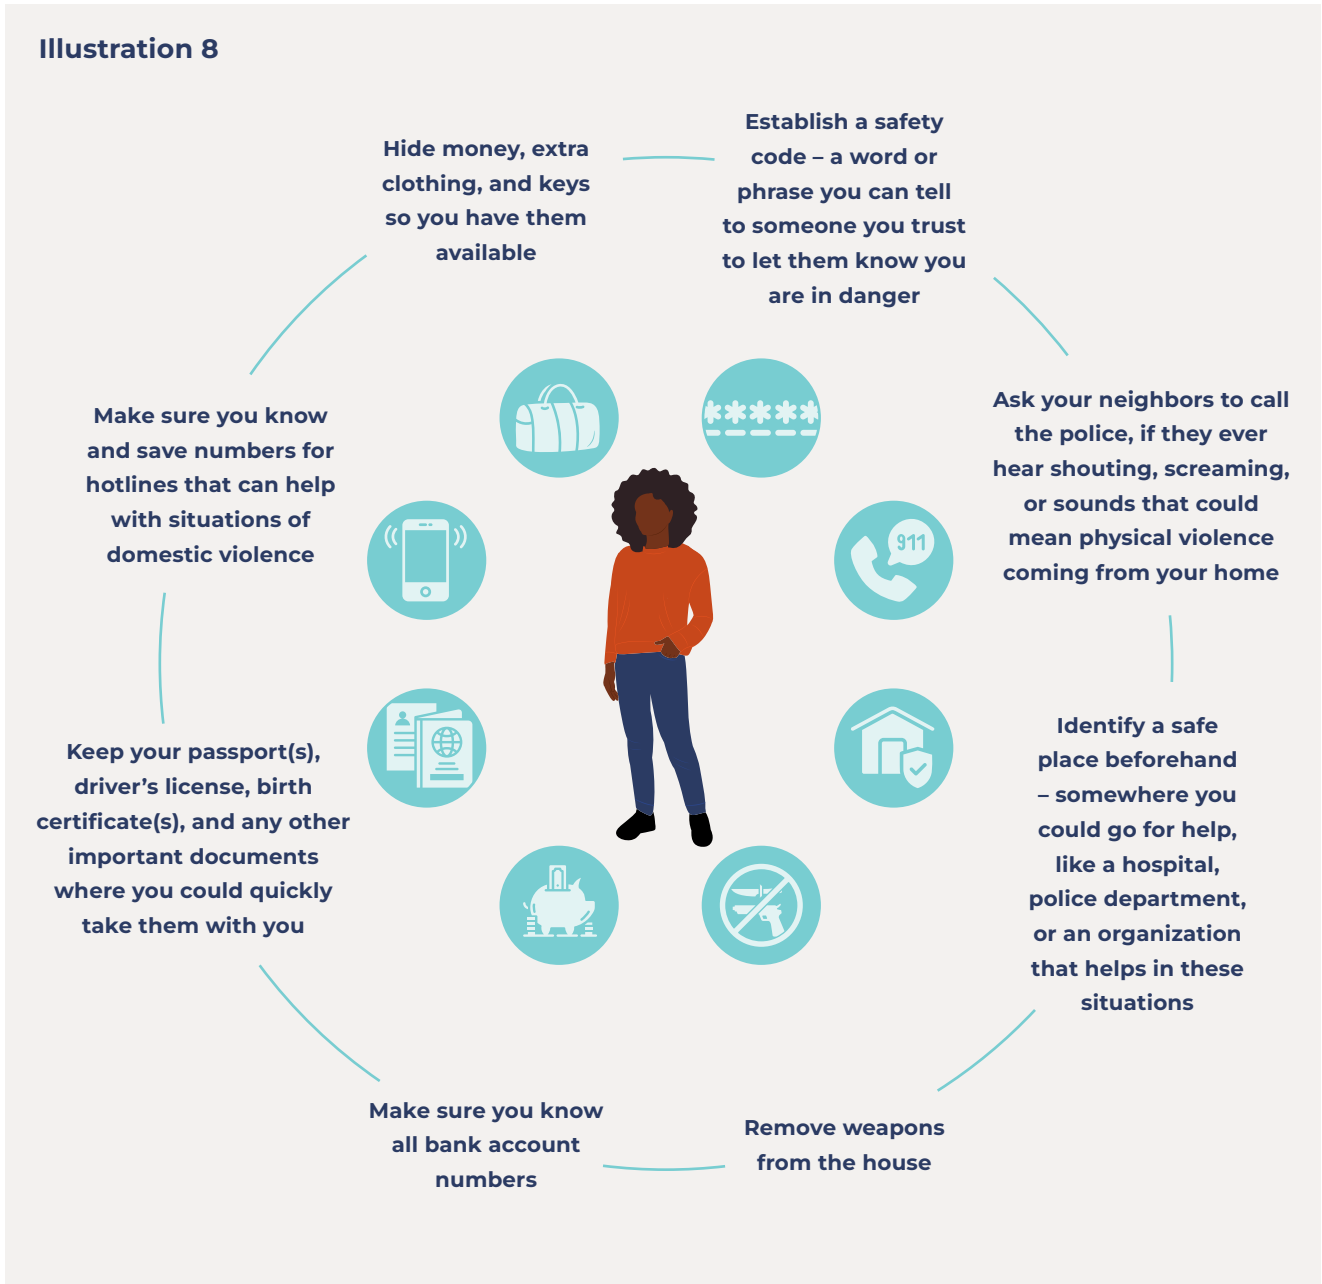 Illustration 8
Hide money, extra
clothing, and keys
so you have them
available
Establish a safety
code – a word or
phrase you can tell
to someone you trust
to let them know you
are in danger
Ask your neighbors to call
the police, if they ever
hear shouting, screaming,
or sounds that could
mean physical violence
coming from your home
911
Identify a safe
place beforehand
– somewhere you
could go for help,
like a hospital,
police department,
or an organization
that helps in these
situations
Remove weapons
from the house
Make sure you know
all bank account
numbers
Keep your passport(s),
driver’s license, birth
certificate(s), and any other
important documents
where you could quickly
take them with you
Make sure you know
and save numbers for
hotlines that can help
with situations of
domestic violence